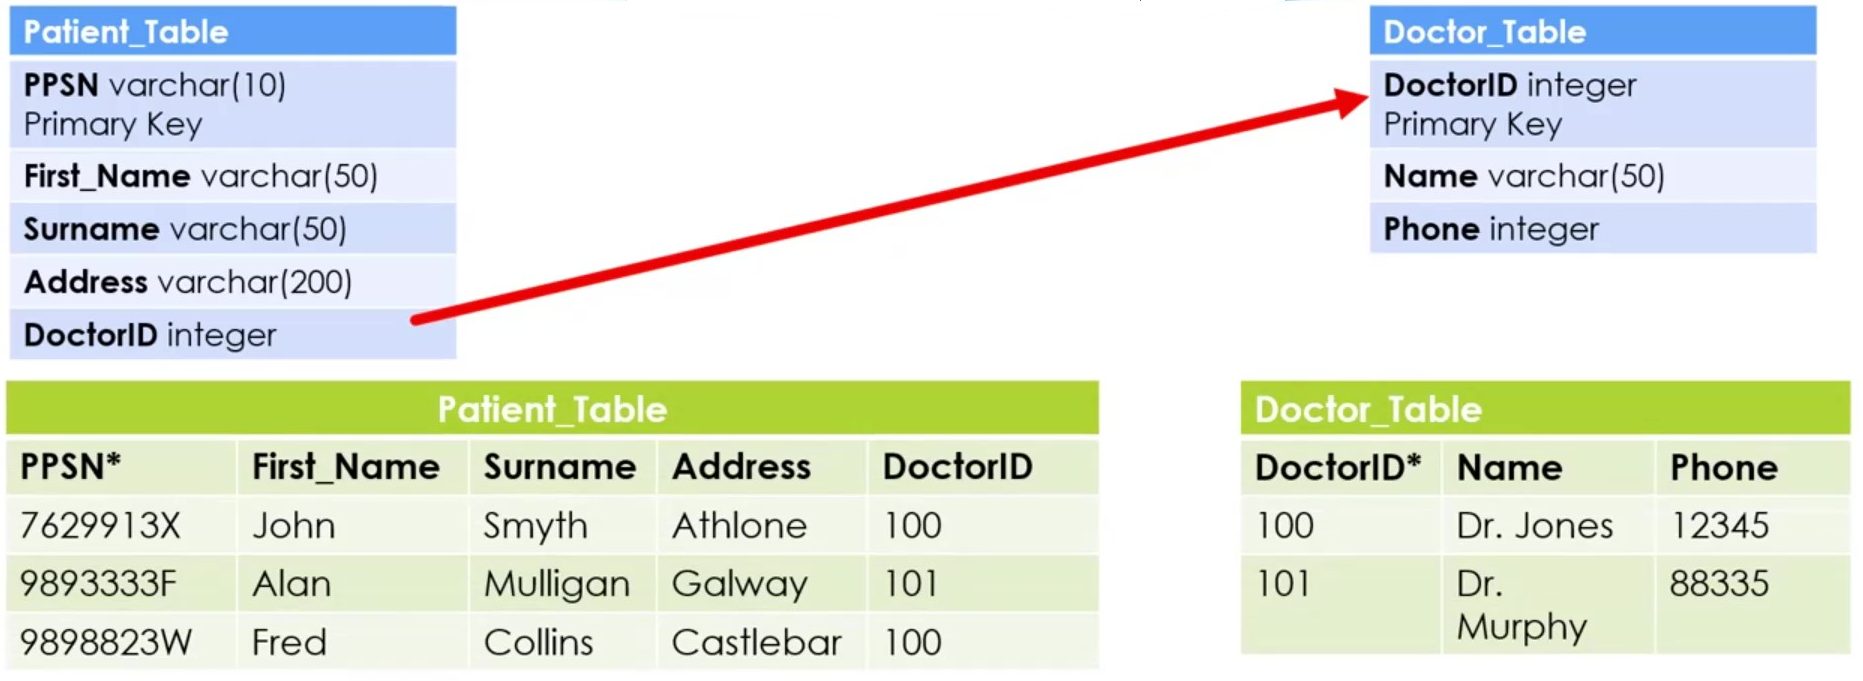 Patient_Table
PPSN varchar(10)
Primary Key
First_Name varchar(50)
Surname varchar(50)
Address varchar(200)
DoctorID integer
Doctor_Table
DoctorID integer
Primary Key
Name varchar(50)
Phone integer
Patient_Table
PPSN* First_Name Surname Address DoctorID
7629913X John Smyth Athlone 100
9893333F Alan Mulligan Galway 101
9898823W Fred Collins Castlebar 100
Doctor_Table
DoctorID* Name Phone
100 Dr. Jones 12345
101 Dr. 88335
Murphy